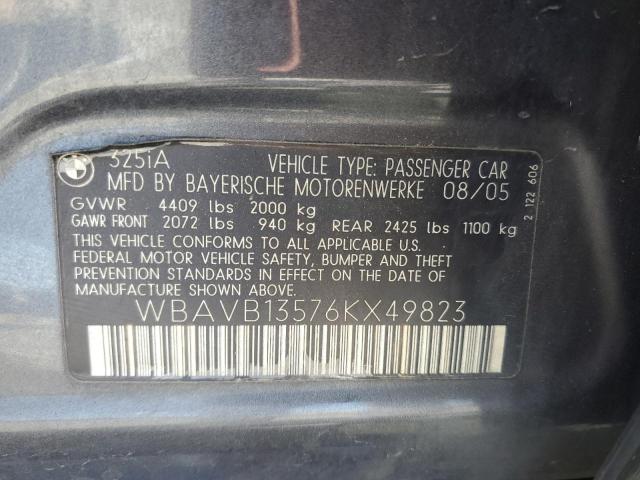 BMW
325iA VEHICLE TYPE: PASSENGER CAR
MFD BY BAYERISCHE MOTORENWERKE 08/05
GVWR 4409 lbs 2000 kg
GAWR FRONT 2072 lbs 940 kg REAR 2425 lbs 1100 kg
THIS VEHICLE CONFORMS TO ALL APPLICABLE U.S.
FEDERAL MOTOR VEHICLE SAFETY, BUMPER AND THEFT
PREVENTION STANDARDS IN EFFECT ON THE DATE OF
MANUFACTURE SHOWN ABOVE.
WBAVB13576KX49823
2 122 606